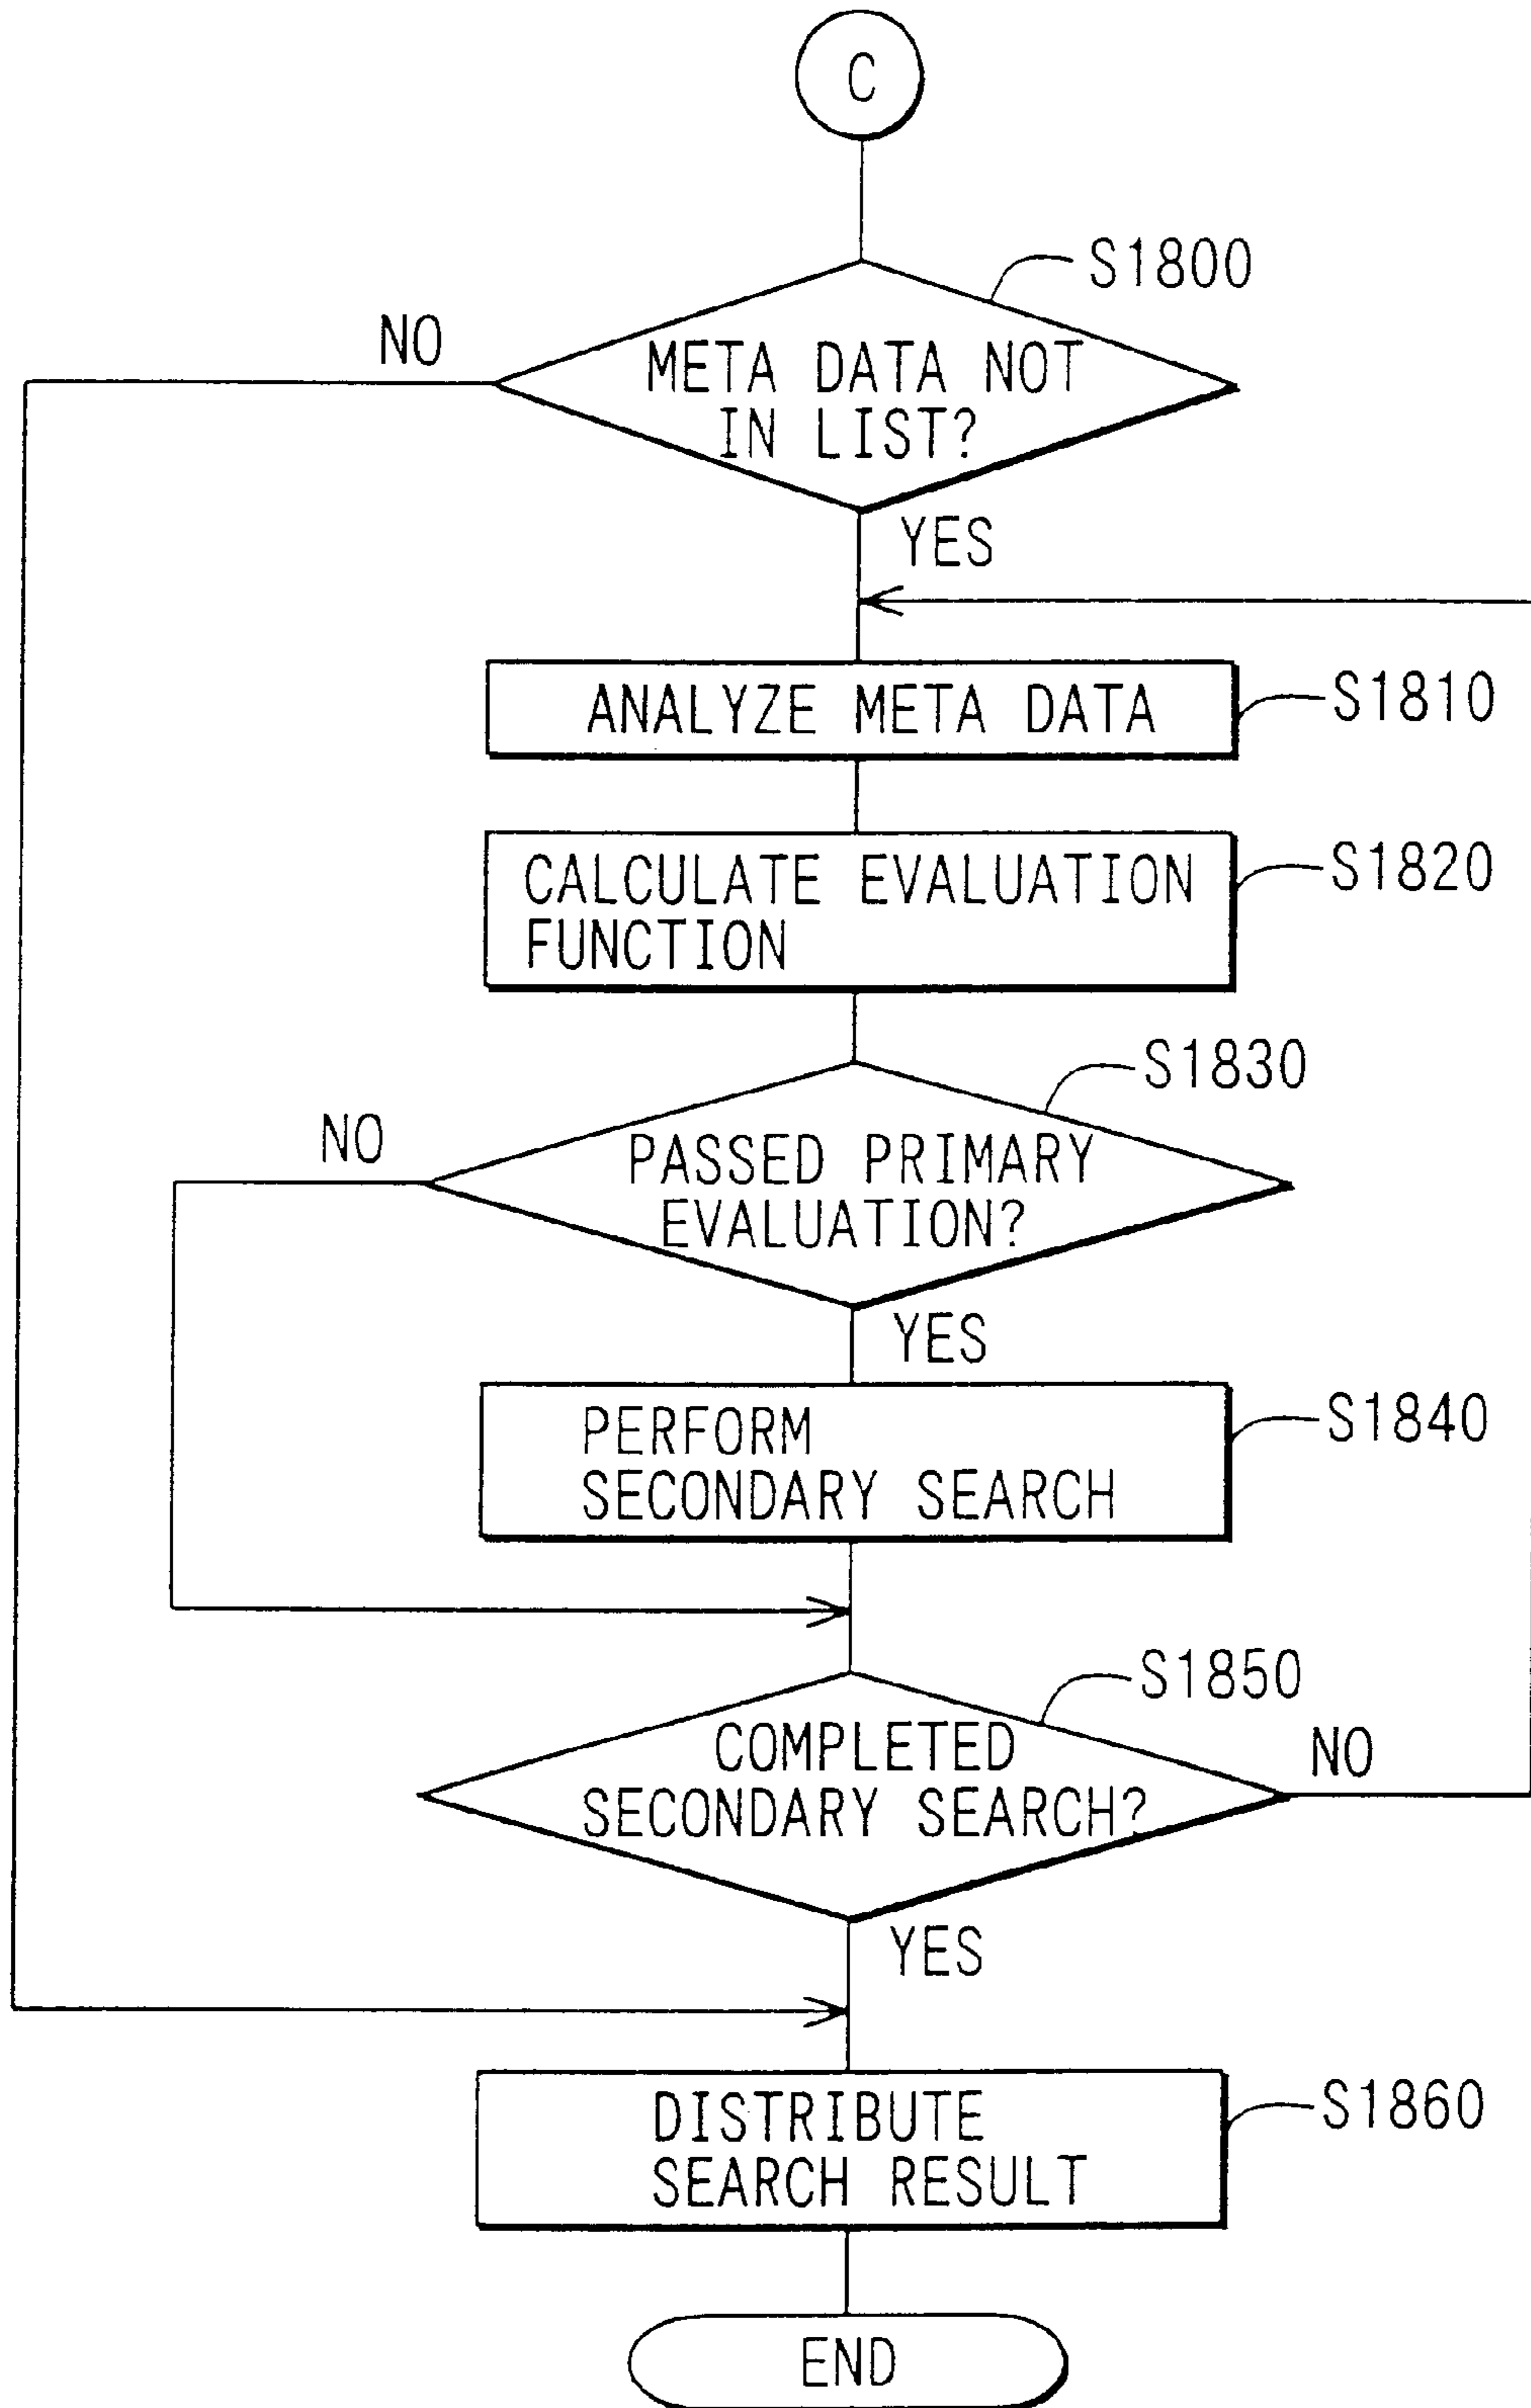 C
S1800
NO
META DATA NOT
IN LIST?
YES
ANALYZE META DATA
S1810
CALCULATE EVALUATION
FUNCTION
S1820
S1830
NO
PASSED PRIMARY
EVALUATION?
YES
PERFORM
SECONDARY SEARCH
S1840
S1850
COMPLETED
SECONDARY SEARCH?
NO
YES
DISTRIBUTE
SEARCH RESULT
S1860
END